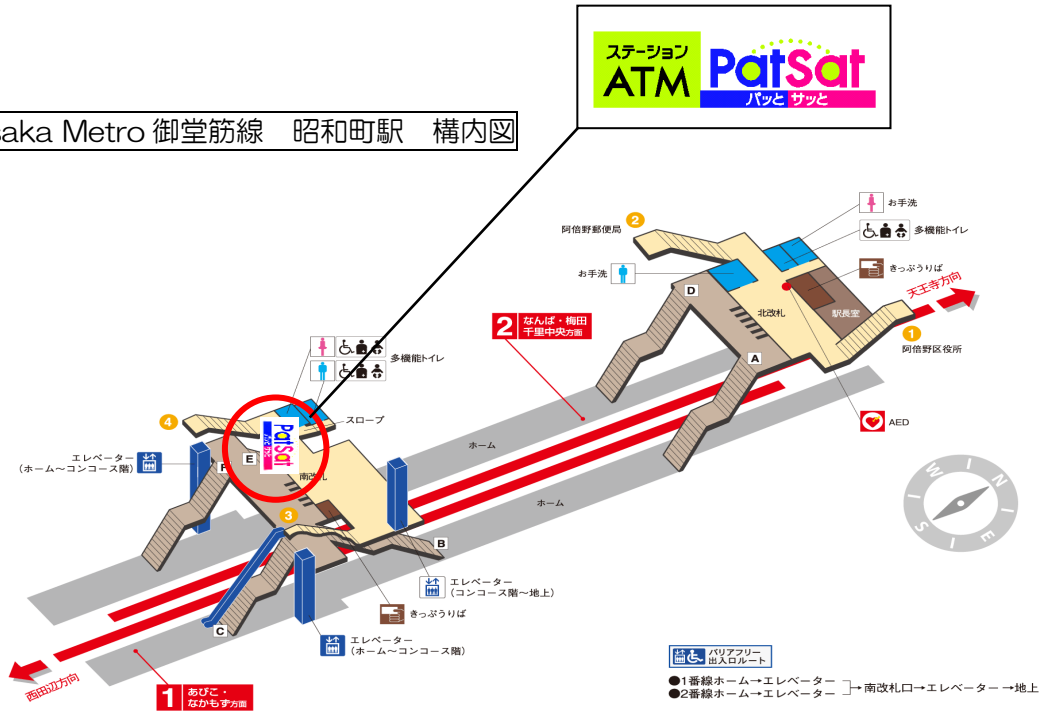 ステーション
ATM
PatSat
パッと サッと
saka Metro 御堂筋線　昭和町駅　構内図
お手洗
多機能トイレ
きっぷうりば
天王寺方向
阿倍野郵便局
2
お手洗
D
北改札
駅長室
1
阿倍野区役所
A
AED
2
なんば・梅田
千里中央方面
多機能トイレ
スロープ
4
エレベーター
(ホーム〜コンコース階)
F
E
PatSat
パッと サッと
南改札
3
ホーム
ホーム
B
エレベーター
(コンコース階〜地上)
きっぷうりば
C
エレベーター
(ホーム〜コンコース階)
西田辺方向
1
あびこ・
なかもず方面
N
E
S
W
バリアフリー
出入口ルート
●1番線ホーム→エレベーター
●2番線ホーム→エレベーター
→南改札口→エレベーター→地上